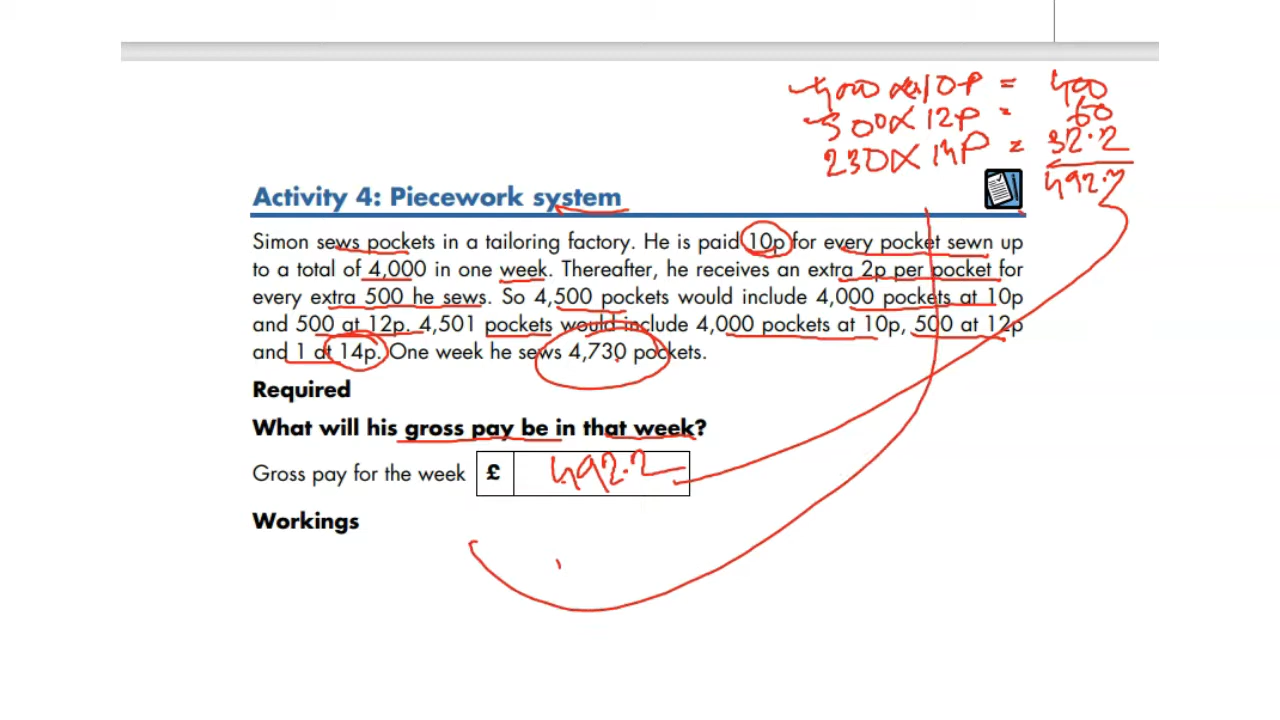 4000 x 10P = 400
500 X 12P = 60
230 X 14P = 32.2
492.2
Activity 4: Piecework system
Simon sews pockets in a tailoring factory. He is paid 10p for every pocket sewn up
to a total of 4,000 in one week. Thereafter, he receives an extra 2p per pocket for
every extra 500 he sews. So 4,500 pockets would include 4,000 pockets at 10p
and 500 at 12p. 4,501 pockets would include 4,000 pockets at 10p, 500 at 12p
and 1 at 14p. One week he sews 4,730 pockets.
Required
What will his gross pay be in that week?
Gross pay for the week £ 492.2
Workings